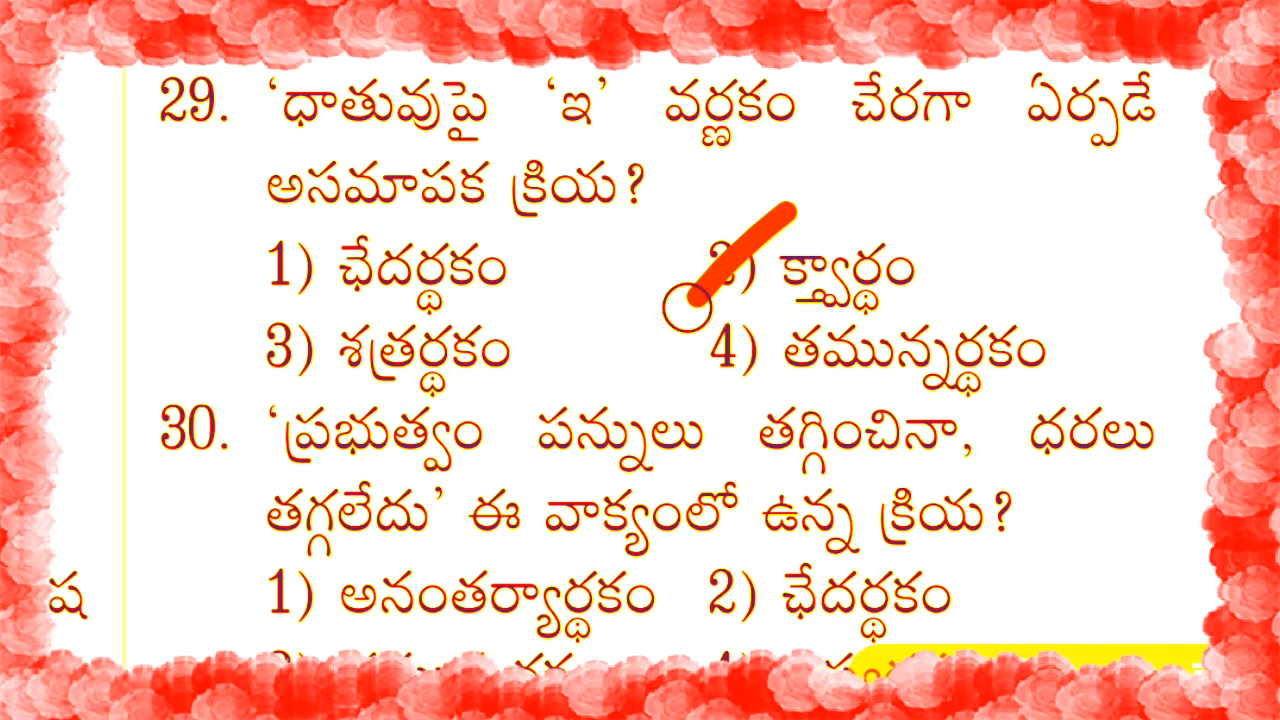 29. ‘ధాతువుపై ‘ఇ’ వర్ణకం చేరగా ఏర్పడే
అసమాపక క్రియ?
1) ఛేదర్థకం 2) క్త్వార్థం
3) శత్రర్థకం 4) తమున్నర్థకం
30. ‘ప్రభుత్వం పన్నులు తగ్గించినా, ధరలు
తగ్గలేదు’ ఈ వాక్యంలో ఉన్న క్రియ?
ష
1) అనంతర్యార్థకం 2) ఛేదర్థకం